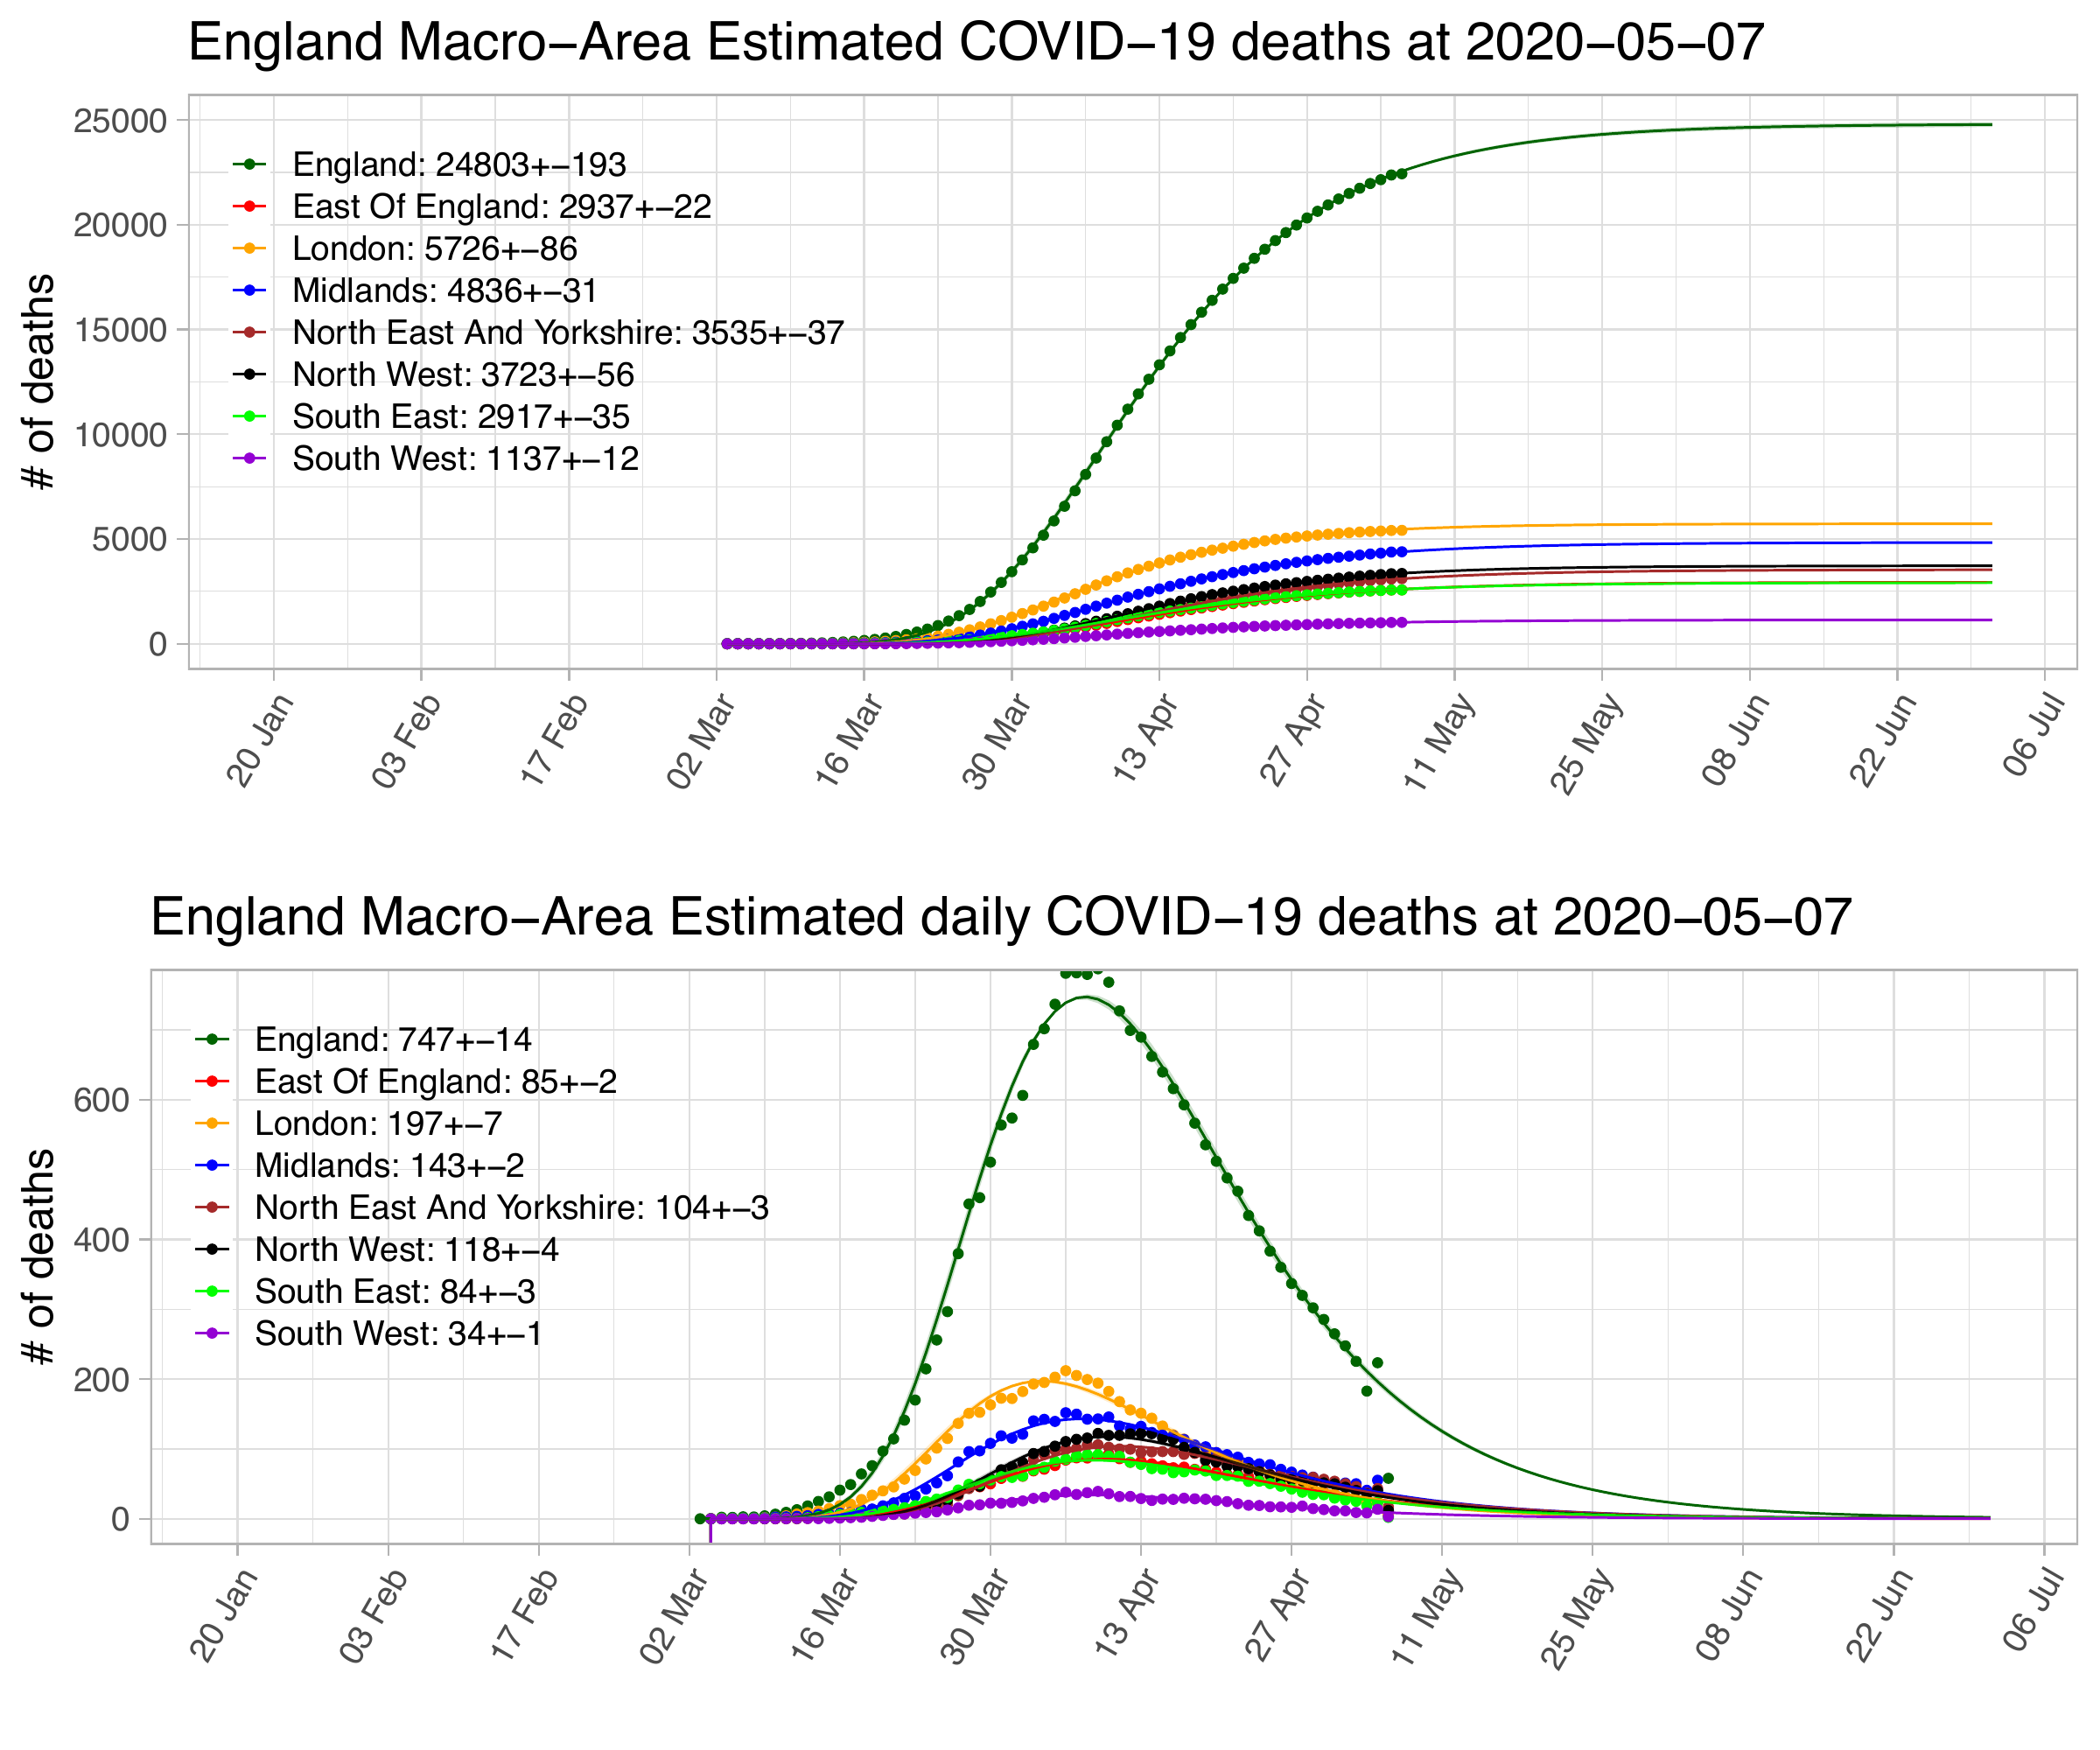 England Macro−Area Estimated COVID−19 deaths at 2020−05−07
# of deaths
25000
20000
15000
10000
5000
0
England: 24803+−193
East Of England: 2937+−22
London: 5726+−86
Midlands: 4836+−31
North East And Yorkshire: 3535+−37
North West: 3723+−56
South East: 2917+−35
South West: 1137+−12
20 Jan
03 Feb
17 Feb
02 Mar
16 Mar
30 Mar
13 Apr
27 Apr
11 May
25 May
08 Jun
22 Jun
06 Jul
England Macro−Area Estimated daily COVID−19 deaths at 2020−05−07
# of deaths
600
400
200
0
England: 747+−14
East Of England: 85+−2
London: 197+−7
Midlands: 143+−2
North East And Yorkshire: 104+−3
North West: 118+−4
South East: 84+−3
South West: 34+−1
20 Jan
03 Feb
17 Feb
02 Mar
16 Mar
30 Mar
13 Apr
27 Apr
11 May
25 May
08 Jun
22 Jun
06 Jul